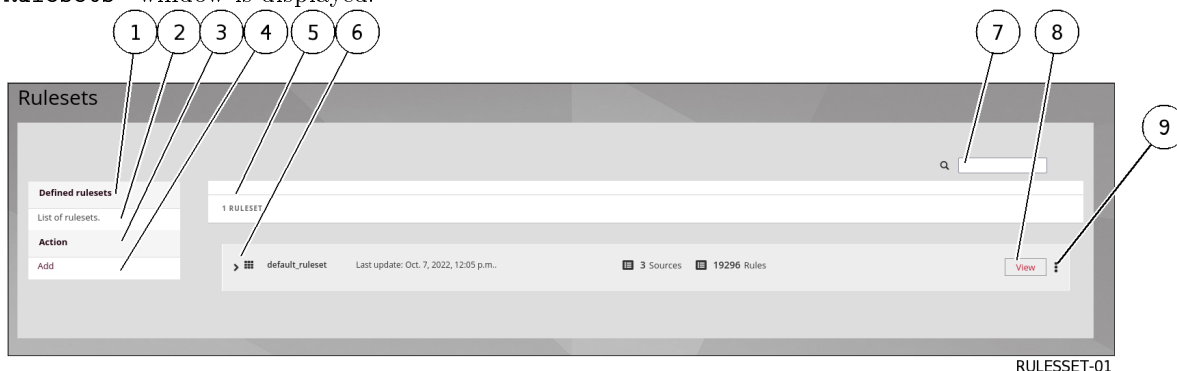 Rulesets" window is displayed.
1 2 3 4 5 6 7 8 9
Rulesets
Defined rulesets
List of rulesets.
Action
Add
1 RULESET
default_ruleset Last update: Oct. 7, 2022, 12:05 p.m.. 3 Sources 19296 Rules View
RULESSET-01